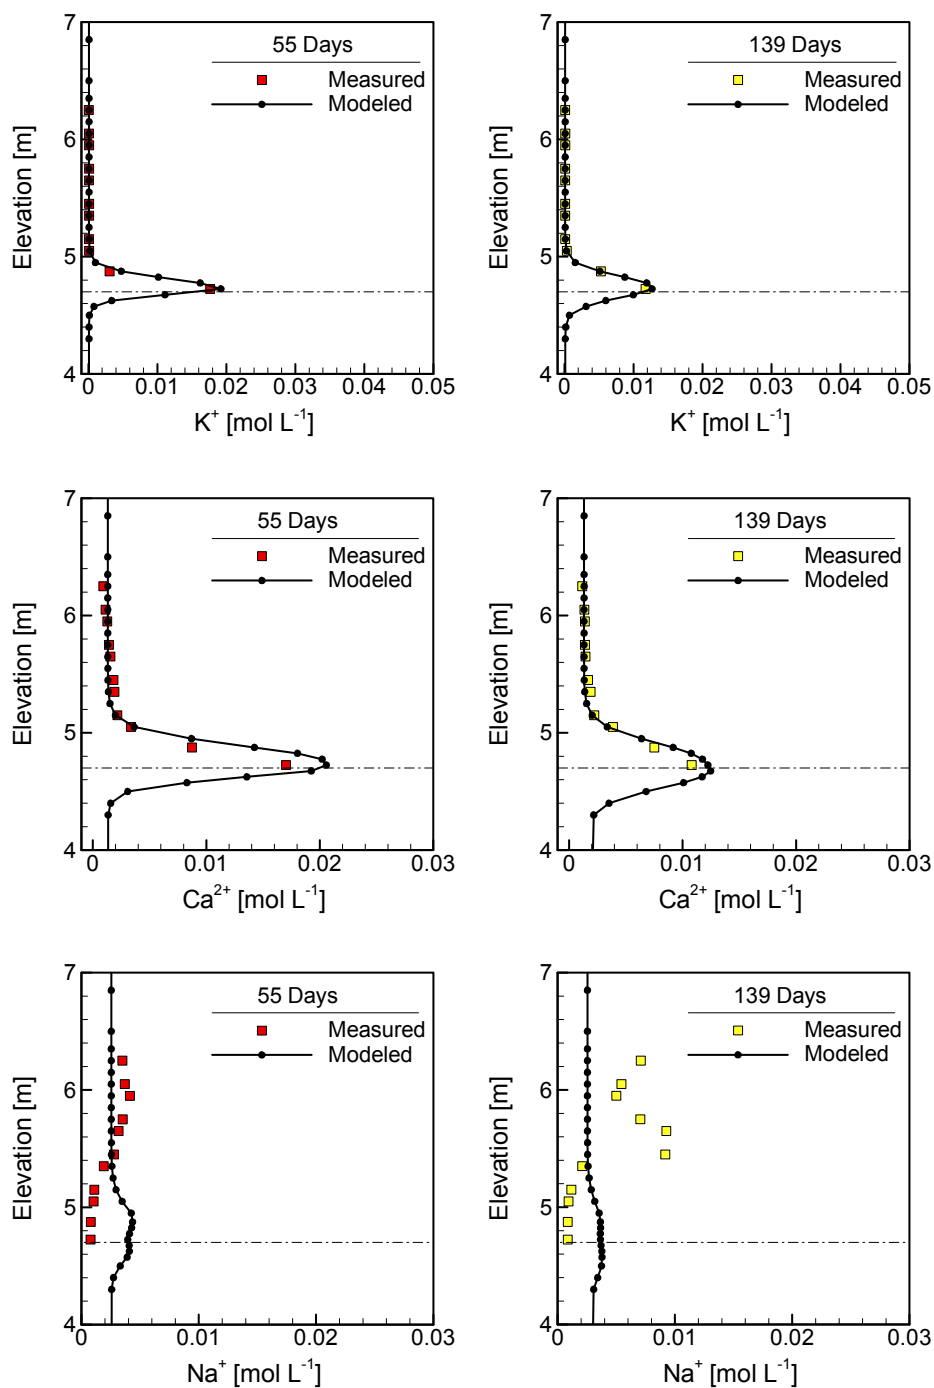 7
55 Days
Measured
Modeled
6
Elevation [m]
5
4
0 0.01 0.02 0.03 0.04 0.05
K⁺ [mol L⁻¹]
7
139 Days
Measured
Modeled
6
Elevation [m]
5
4
0 0.01 0.02 0.03 0.04 0.05
K⁺ [mol L⁻¹]
7
55 Days
Measured
Modeled
6
Elevation [m]
5
4
0 0.01 0.02 0.03
Ca²⁺ [mol L⁻¹]
7
139 Days
Measured
Modeled
6
Elevation [m]
5
4
0 0.01 0.02 0.03
Ca²⁺ [mol L⁻¹]
7
55 Days
Measured
Modeled
6
Elevation [m]
5
4
0 0.01 0.02 0.03
Na⁺ [mol L⁻¹]
7
139 Days
Measured
Modeled
6
Elevation [m]
5
4
0 0.01 0.02 0.03
Na⁺ [mol L⁻¹]